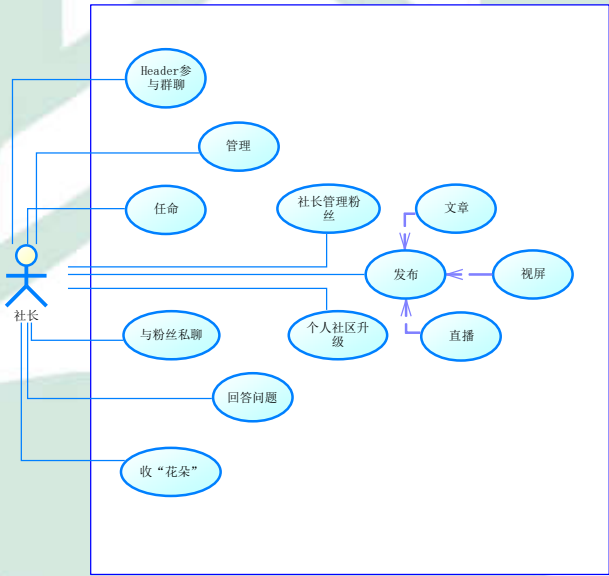 Header参
与群聊
管理
任命
社长管理粉
丝
文章
发布
视屏
社长
与粉丝私聊
个人社区升
级
直播
回答问题
收“花朵”